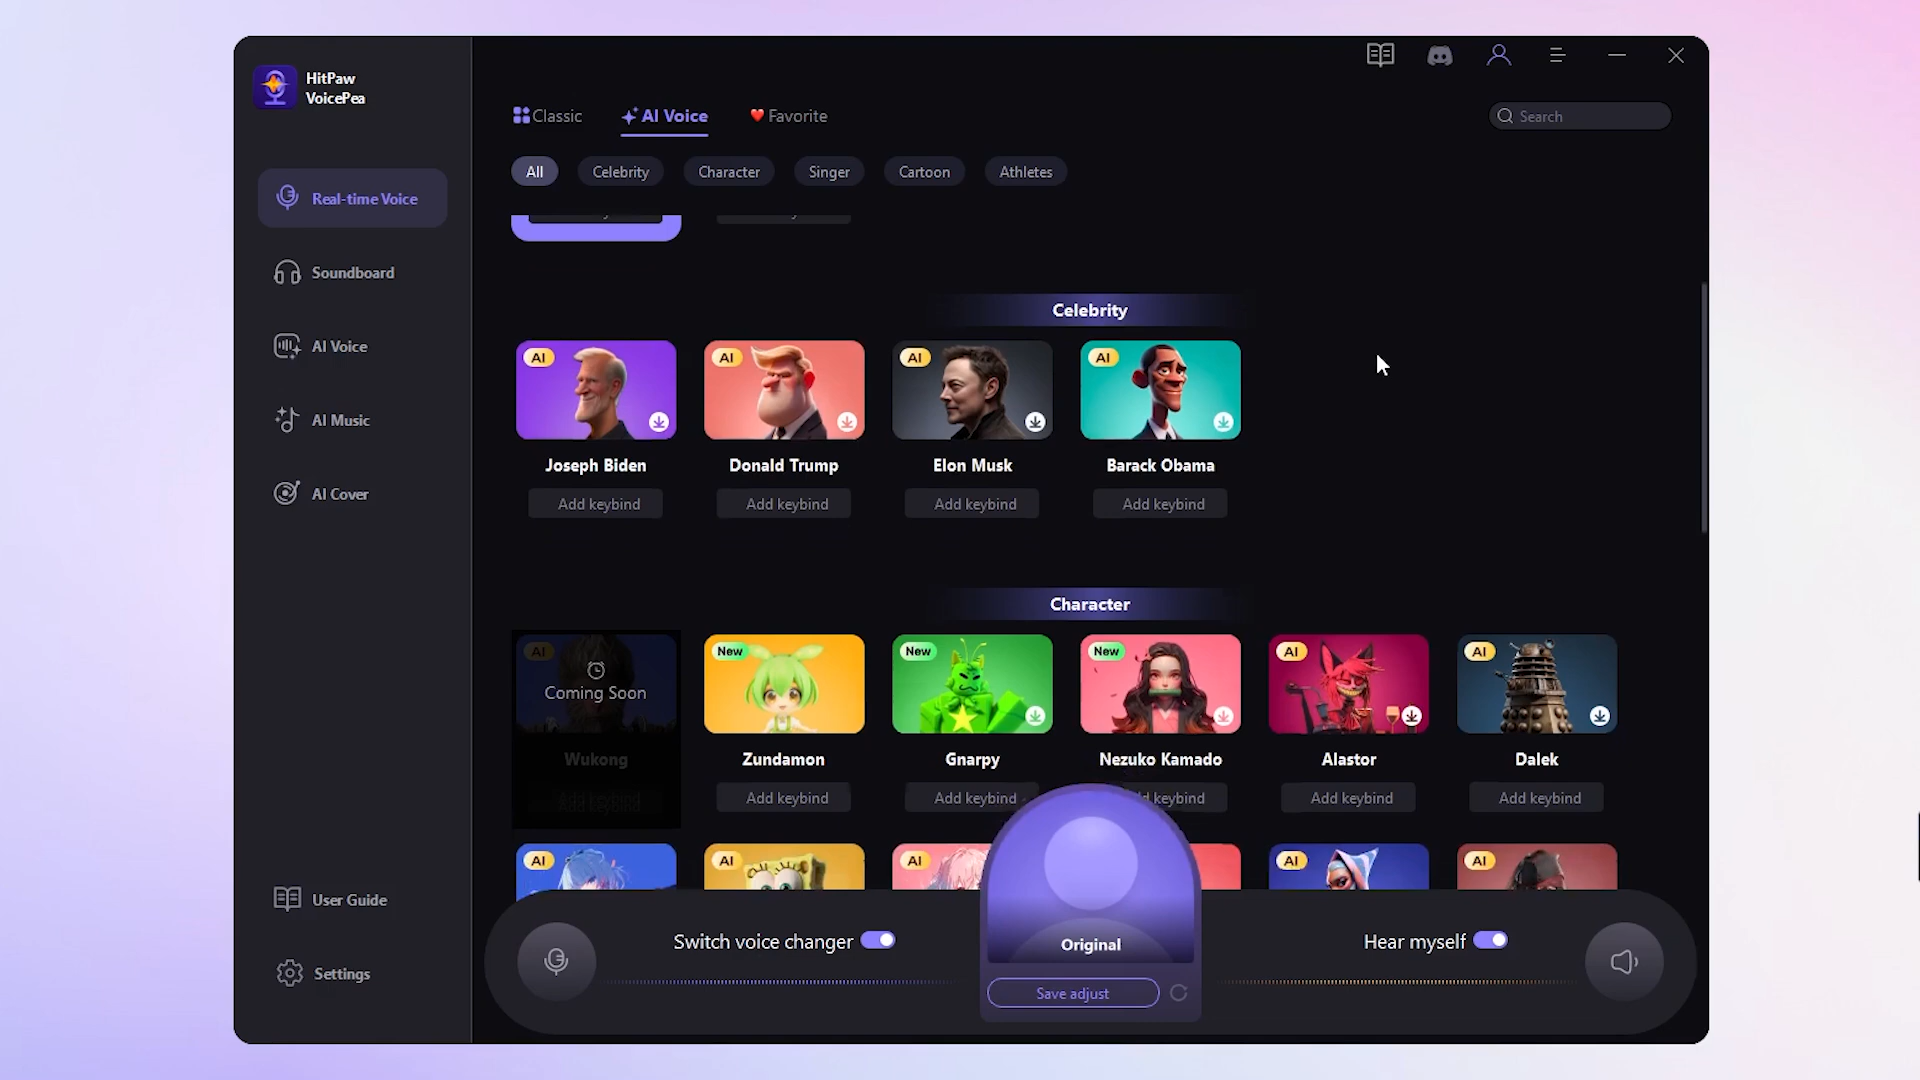 HitPaw
VoicePea
Classic
AI Voice
Favorite
Search
All
Celebrity
Character
Singer
Cartoon
Athletes
Real-time Voice
Soundboard
AI Voice
AI Music
AI Cover
User Guide
Settings
Celebrity
AI
AI
AI
AI
Joseph Biden
Donald Trump
Elon Musk
Barack Obama
Add keybind
Add keybind
Add keybind
Add keybind
Character
AI
New
New
New
AI
AI
Coming Soon
Wukong
Zundamon
Gnarpy
Nezuko Kamado
Alastor
Dalek
Add keybind
Add keybind
keybind
Add keybind
Add keybind
AI
AI
AI
AI
AI
Switch voice changer
Original
Hear myself
Save adjust